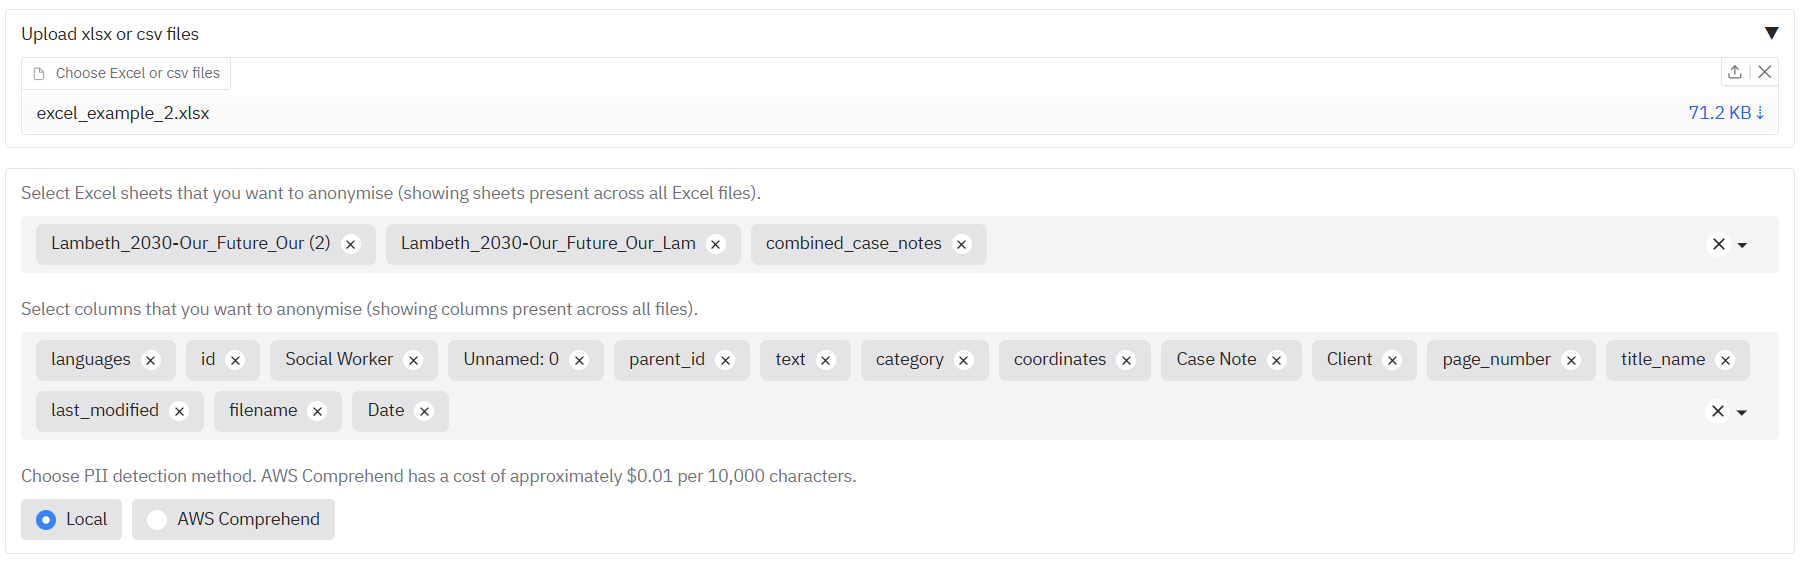 Upload xlsx or csv files
Choose Excel or csv files
excel_example_2.xlsx 71.2 KB ⇣
Select Excel sheets that you want to anonymise (showing sheets present across all Excel files).
Lambeth_2030-Our_Future_Our (2) Lambeth_2030-Our_Future_Our_Lam combined_case_notes
Select columns that you want to anonymise (showing columns present across all files).
languages id Social Worker Unnamed: 0 parent_id text category coordinates Case Note Client page_number title_name
last_modified filename Date
Choose PII detection method. AWS Comprehend has a cost of approximately $0.01 per 10,000 characters.
Local AWS Comprehend